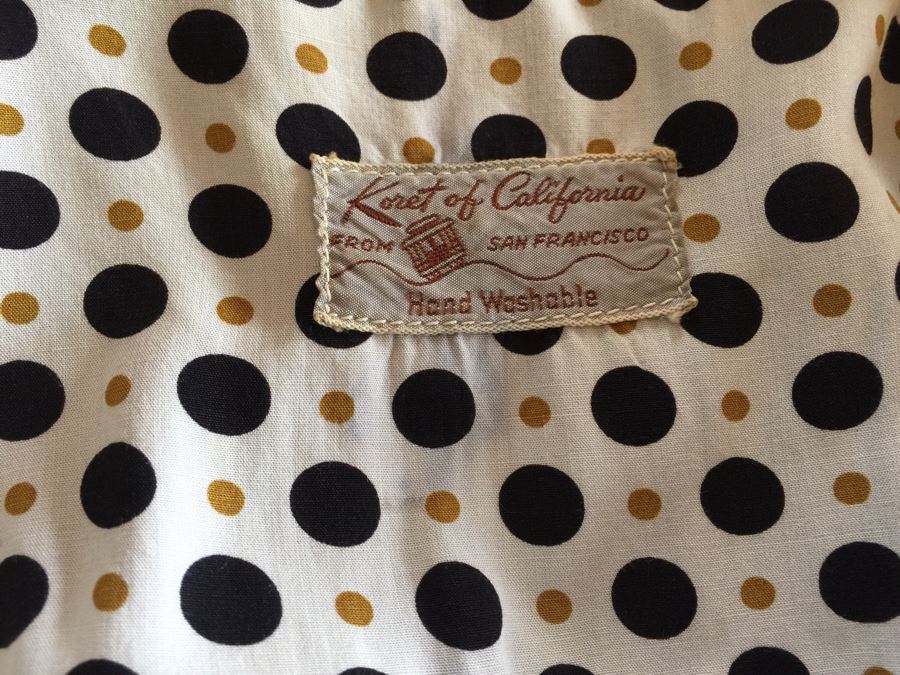 Koret of California
FROM SAN FRANCISCO
Hand Washable